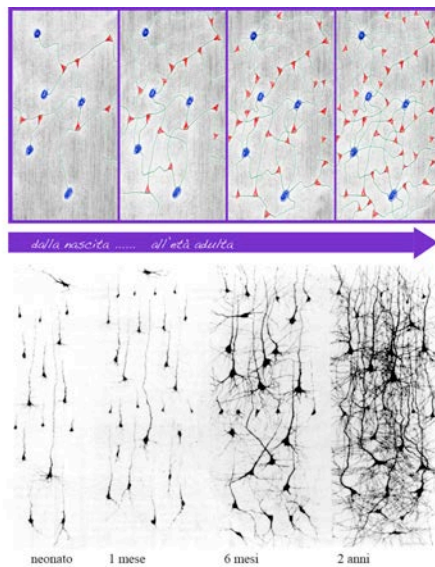 dalla nascita ...... all'età adulta
neonato 1 mese 6 mesi 2 anni